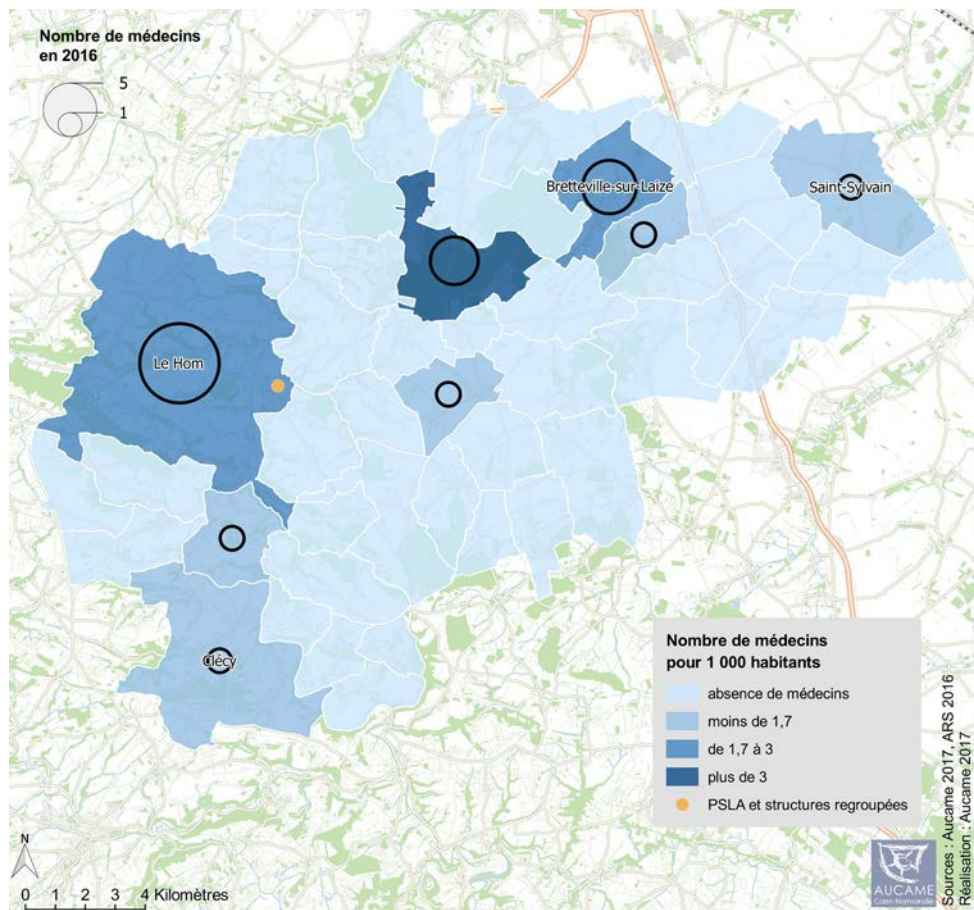 Nombre de médecins
en 2016
5
1
Bretteville-sur-Laize
Saint-Sylvain
Le Hom
Clécy
Nombre de médecins
pour 1 000 habitants
absence de médecins
moins de 1,7
de 1,7 à 3
plus de 3
PSLA et structures regroupées
N
0 1 2 3 4 Kilomètres
AUCAME
Caen Normandie
Sources : Aucame 2017, ARS 2016
Réalisation : Aucame 2017